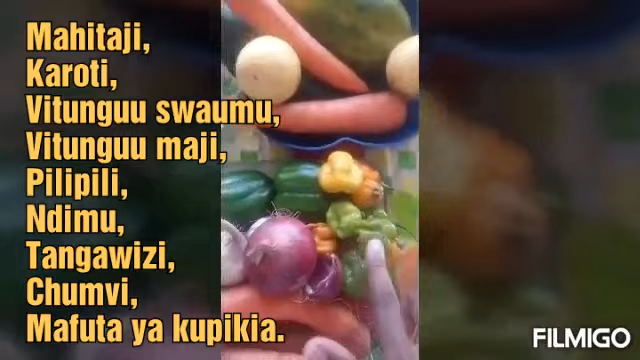 Mahitaji,
Karoti,
Vitunguu swaumu,
Vitunguu maji,
Pilipili,
Ndimu,
Tangawizi,
Chumvi,
Mafuta ya kupikia.
FILMIGO